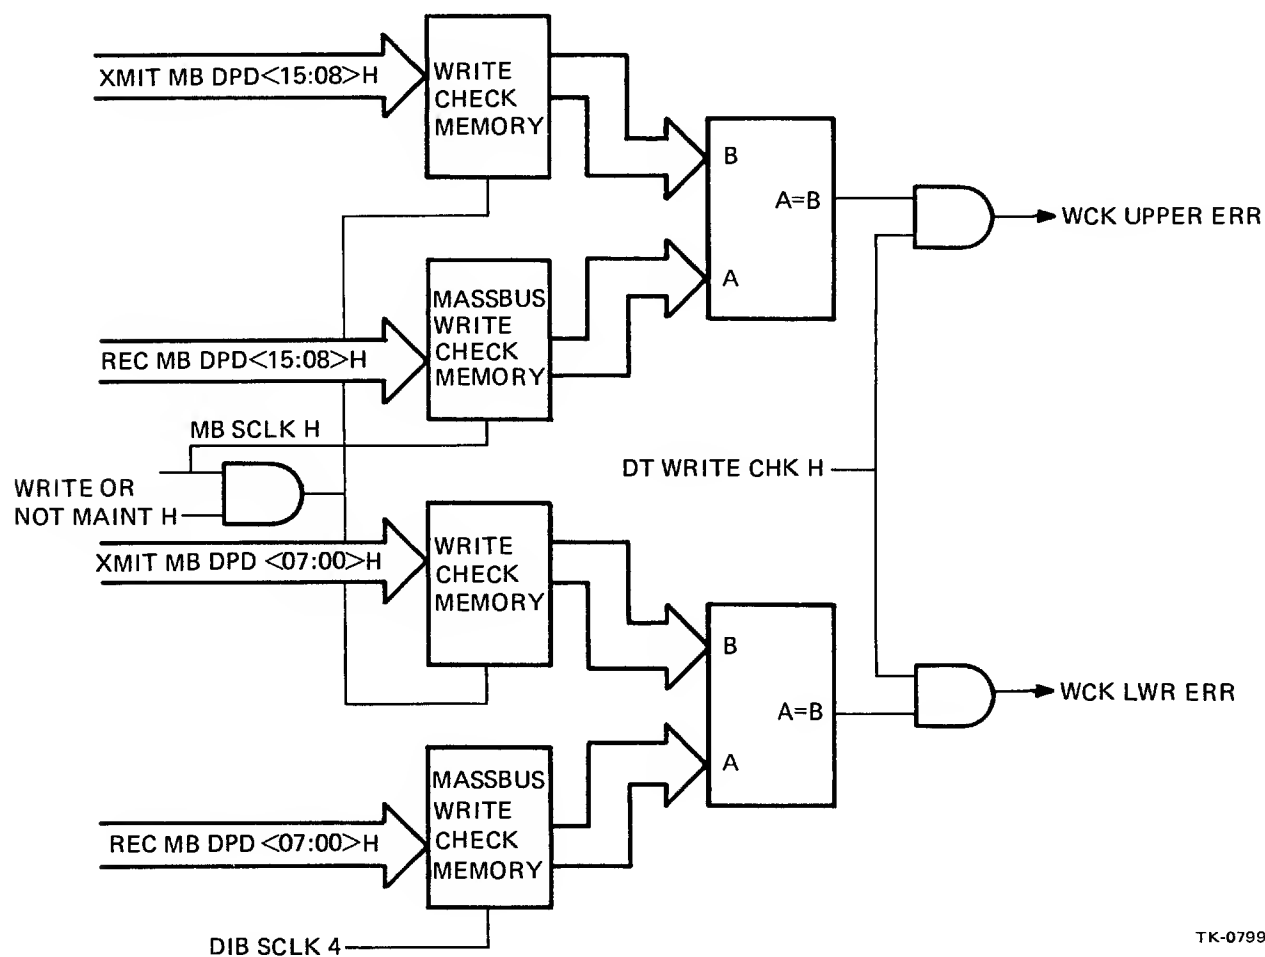 XMIT MB DPD<15:08>H
WRITE
CHECK
MEMORY
B
A=B
A
WCK UPPER ERR
MASSBUS
WRITE
CHECK
MEMORY
REC MB DPD<15:08>H
MB SCLK H
WRITE OR
NOT MAINT H
DT WRITE CHK H
XMIT MB DPD <07:00>H
WRITE
CHECK
MEMORY
B
A=B
A
WCK LWR ERR
MASSBUS
WRITE
CHECK
MEMORY
REC MB DPD <07:00>H
DIB SCLK 4
TK-0799